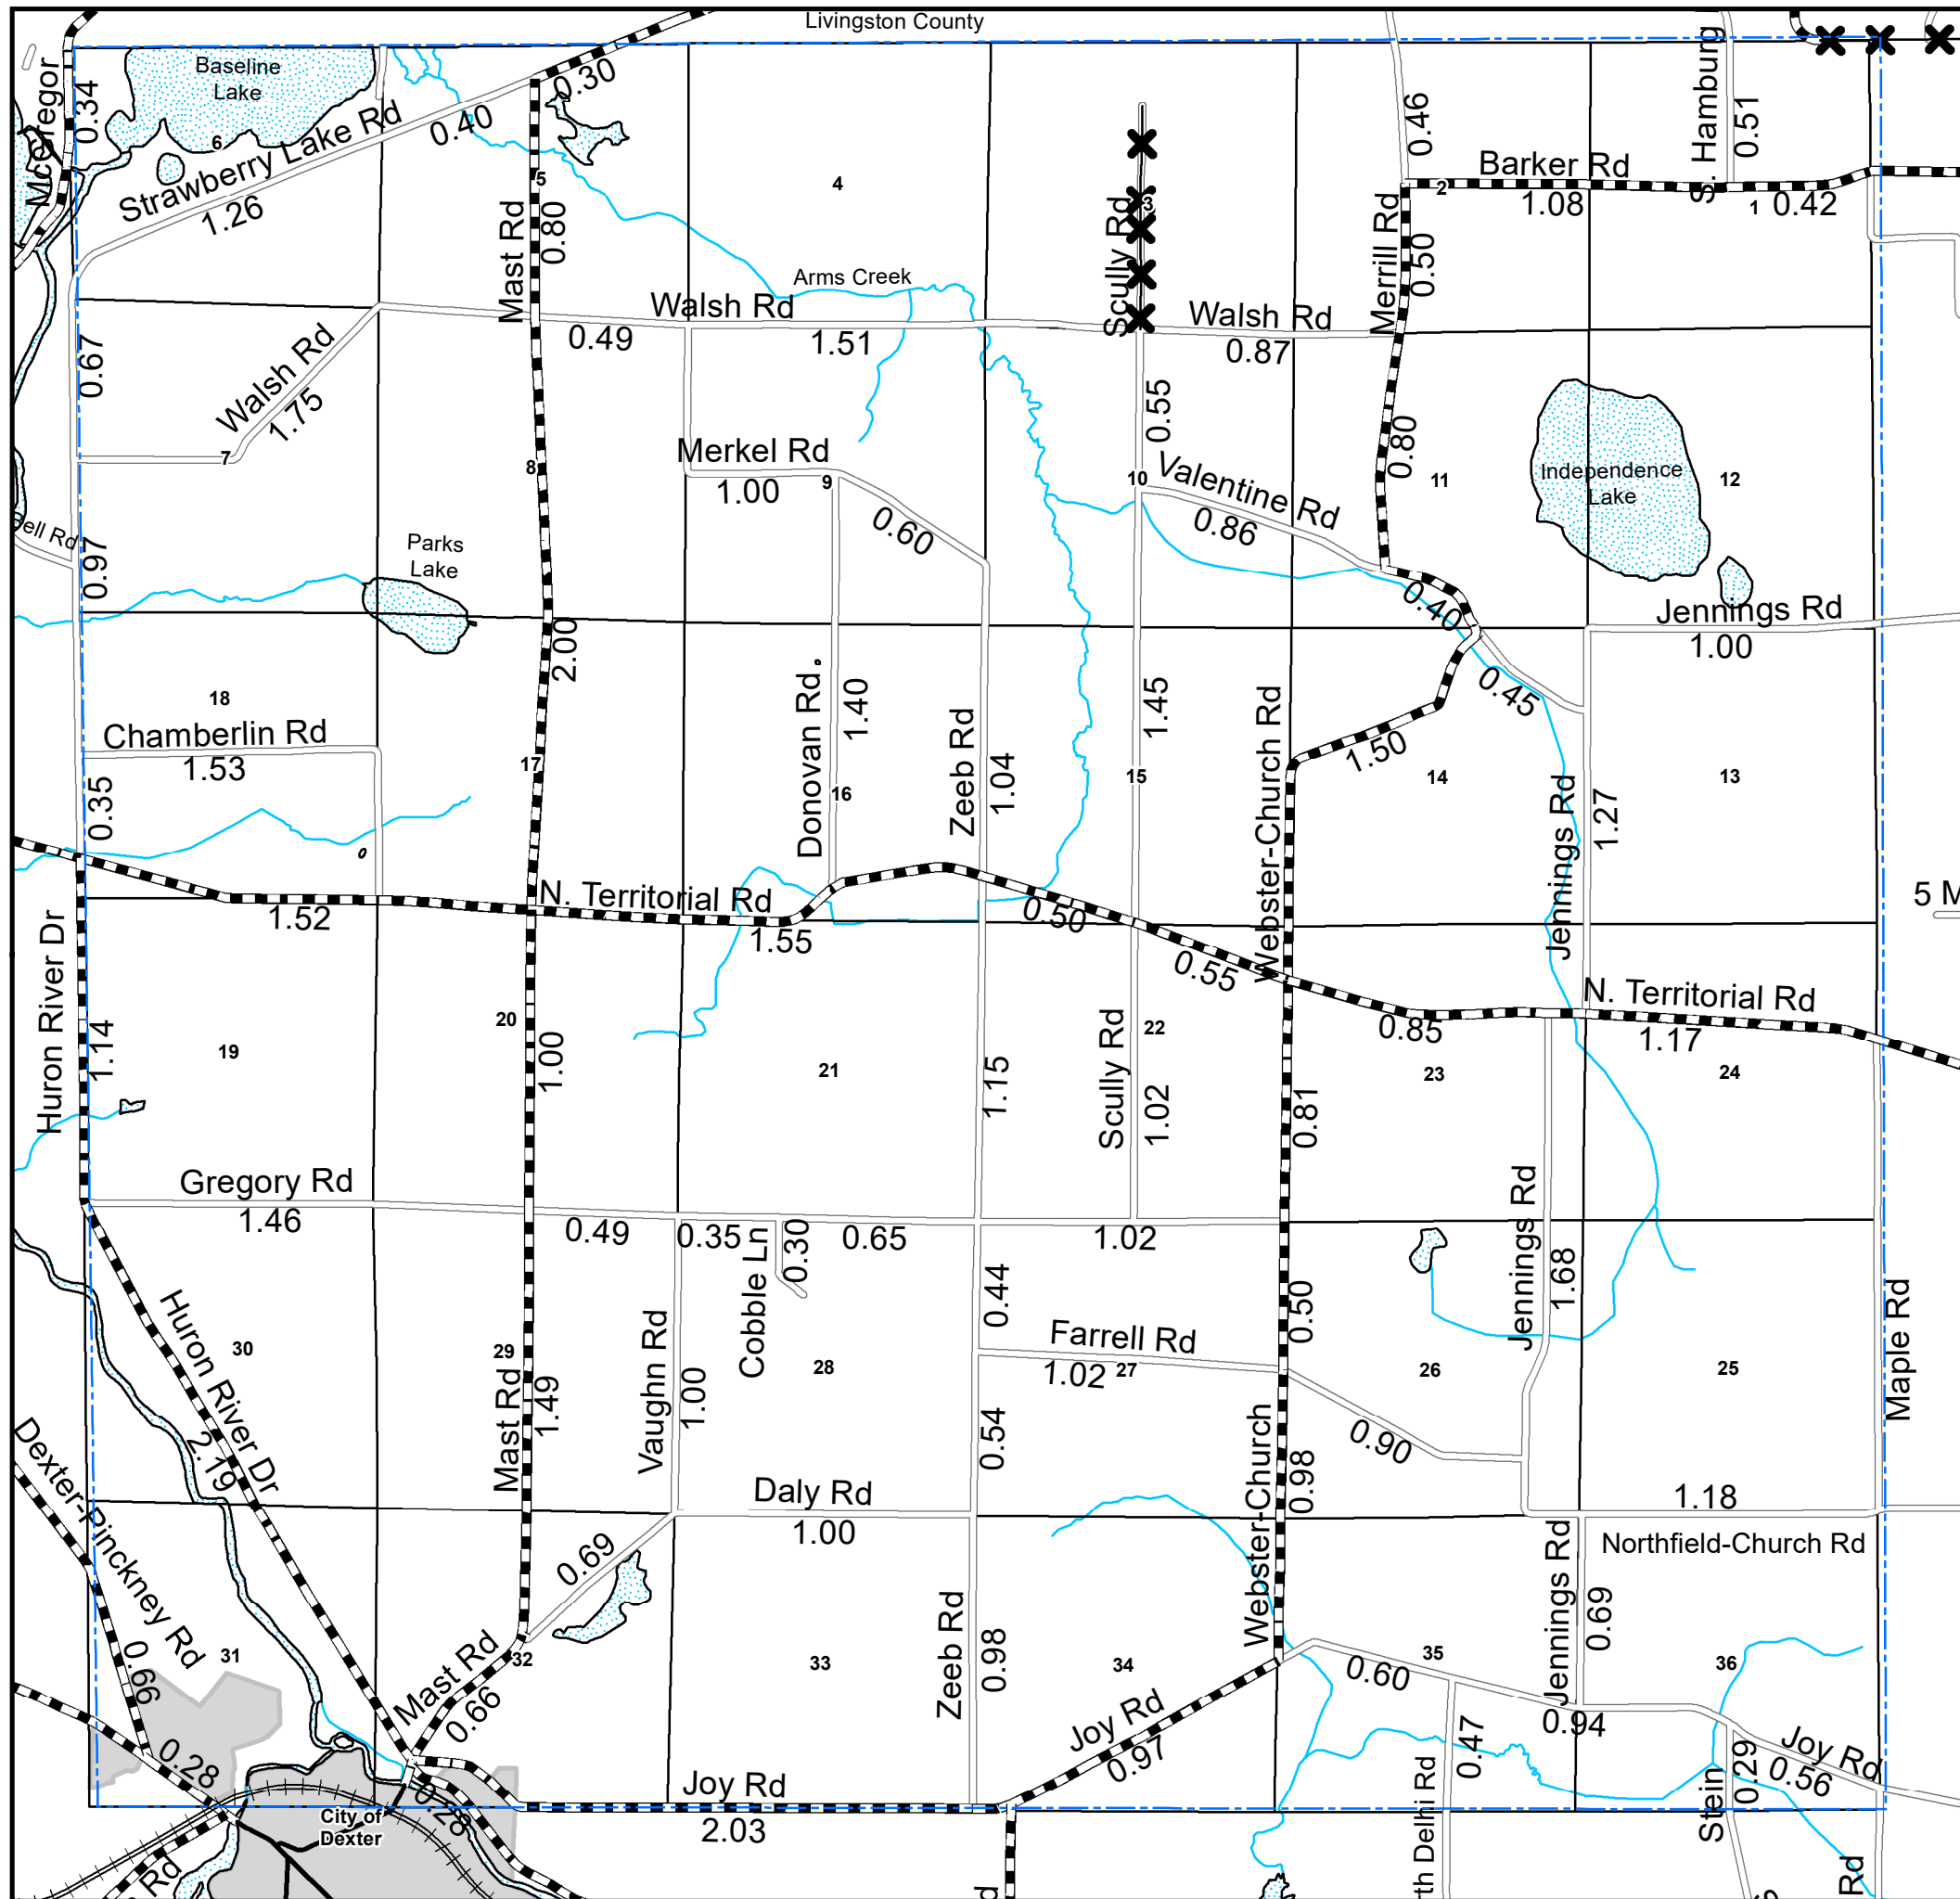 Livingston County
Baseline
Lake
McGregor
0.34
0.30
0.40
Strawberry Lake Rd
1.26
6
5
4
3
2
1
Mast Rd
0.80
Scully Rd
0.46
S. Hamburg
0.51
Barker Rd
1.08
0.42
Merrill Rd
0.50
Arms Creek
Walsh Rd
0.49
1.51
Walsh Rd
0.87
0.67
Walsh Rd
1.75
7
8
Merkel Rd
1.00
9
0.60
0.55
10
Valentine Rd
0.86
0.80
11
Independence
Lake
12
0.97
Parks
Lake
0.40
Jennings Rd
1.00
2.00
18
Chamberlin Rd
1.53
0.35
17
Donovan Rd.
1.40
16
Zeeb Rd
1.04
1.45
15
Webster-Church Rd
1.50
0.45
14
Jennings Rd
1.27
13
5 M
N. Territorial Rd
1.52
1.55
0.50
0.55
0.85
N. Territorial Rd
1.17
Huron River Dr
1.14
19
20
1.00
21
1.15
Scully Rd
1.02
22
0.81
23
24
Gregory Rd
1.46
0.49
0.35
Cobble Ln
0.30
0.65
1.02
0.44
Huron River Dr
2.19
30
29
Mast Rd
1.49
Vaughn Rd
1.00
28
Farrell Rd
1.02
27
0.50
Jennings Rd
1.68
26
25
Maple Rd
0.54
0.90
Webster-Church
0.98
Dexter-Pinckney Rd
0.66
Daly Rd
1.00
0.69
1.18
Northfield-Church Rd
31
32
Mast Rd
0.66
33
Zeeb Rd
0.98
34
Joy Rd
0.97
0.60
35
Jennings Rd
0.69
36
0.94
0.47
Stein
0.29
Joy Rd
0.56
0.28
0.28
City of
Dexter
Joy Rd
2.03
rth Delhi Rd
Rd
Rd